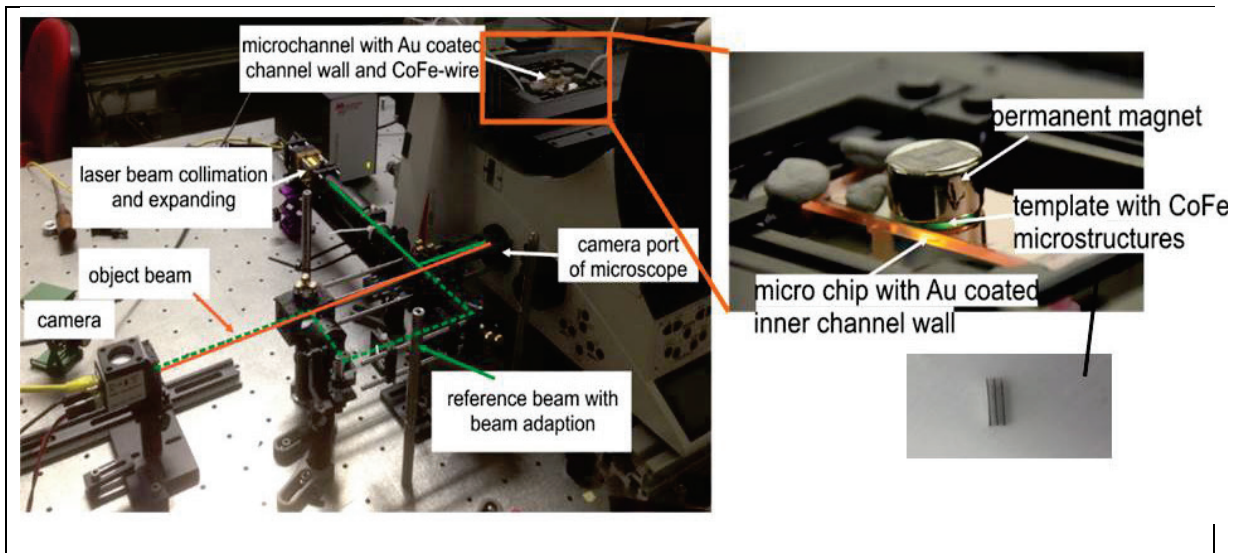 microchannel with Au coated
channel wall and CoFe-wire
laser beam collimation
and expanding
object beam
camera
camera port
of microscope
reference beam with
beam adaption
permanent magnet
template with CoFe
microstructures
micro chip with Au coated
inner channel wall